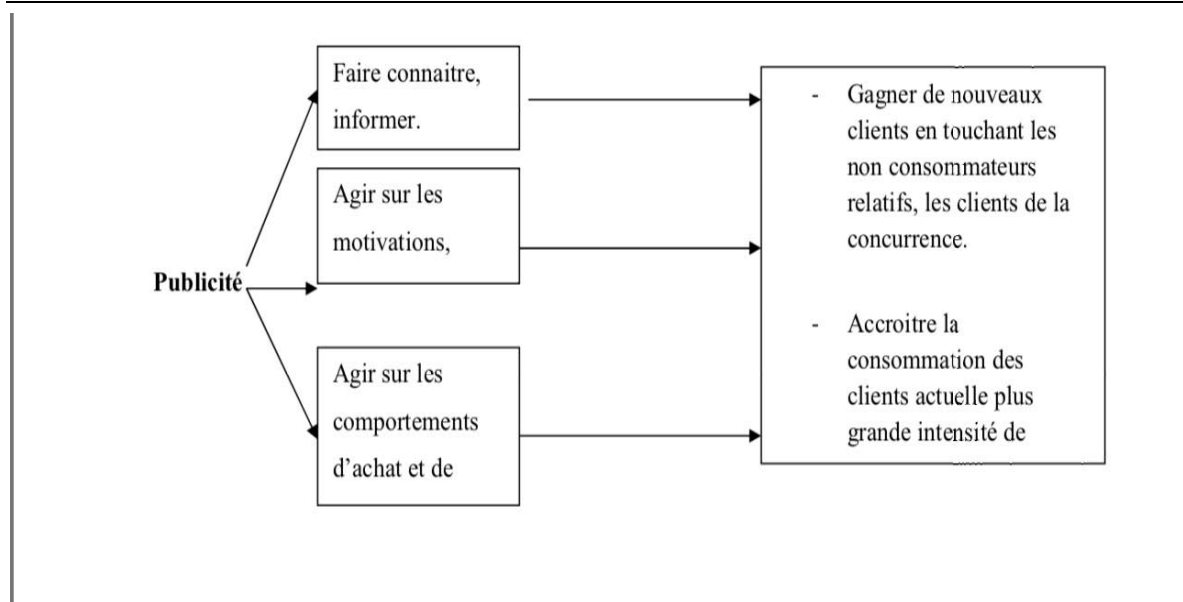 Faire connaitre,
informer.
Agir sur les
motivations,
Publicité
Agir sur les
comportements
d'achat et de
- Gagner de nouveaux
clients en touchant les
non consommateurs
relatifs, les clients de la
concurrence.
- Accroitre la
consommation des
clients actuelle plus
grande intensité de